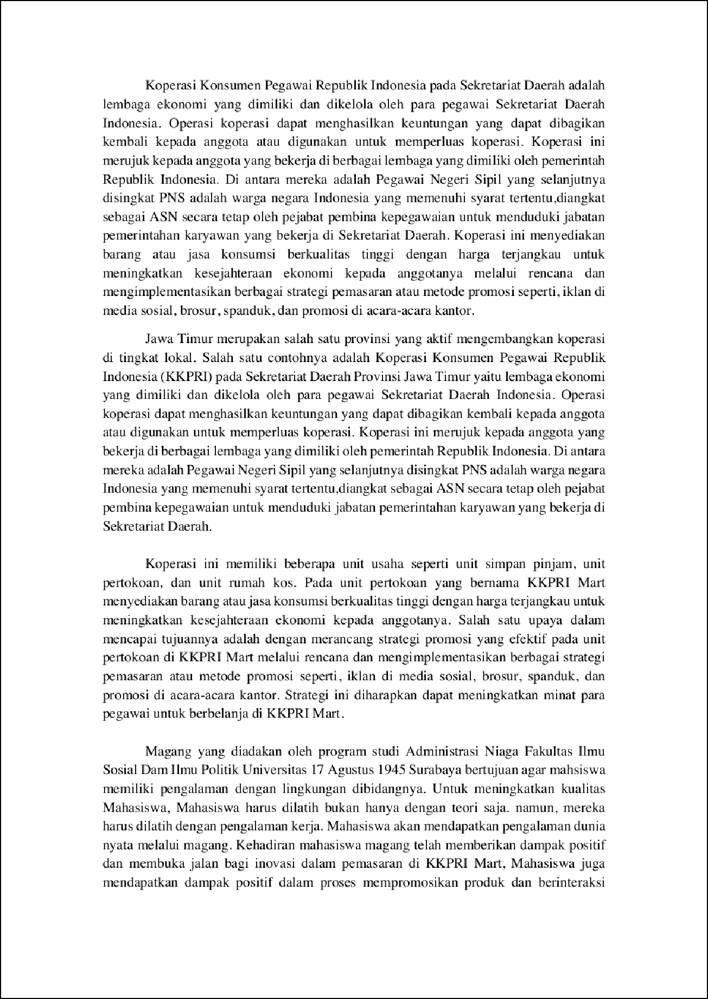 Koperasi Konsumen Pegawai Republik Indonesia pada Sekretariat Daerah adalah
lembaga ekonomi yang dimiliki dan dikelola oleh para pegawai Sekretariat Daerah
Indonesia. Operasi koperasi dapat menghasilkan keuntungan yang dapat dibagikan
kembali kepada anggota atau digunakan untuk memperluas koperasi. Koperasi ini
merujuk kepada anggota yang bekerja di berbagai lembaga yang dimiliki oleh pemerintah
Republik Indonesia. Di antara mereka adalah Pegawai Negeri Sipil yang selanjutnya
disingkat PNS adalah warga negara Indonesia yang memenuhi syarat tertentu,diangkat
sebagai ASN secara tetap oleh pejabat pembina kepegawaian untuk menduduki jabatan
pemerintahan karyawan yang bekerja di Sekretariat Daerah. Koperasi ini menyediakan
barang atau jasa konsumsi berkualitas tinggi dengan harga terjangkau untuk
meningkatkan kesejahteraan ekonomi kepada anggotanya melalui rencana dan
mengimplementasikan berbagai strategi pemasaran atau metode promosi seperti, iklan di
media sosial, brosur, spanduk, dan promosi di acara-acara kantor.
Jawa Timur merupakan salah satu provinsi yang aktif mengembangkan koperasi
di tingkat lokal. Salah satu contohnya adalah Koperasi Konsumen Pegawai Republik
Indonesia (KKPRI) pada Sekretariat Daerah Provinsi Jawa Timur yaitu lembaga ekonomi
yang dimiliki dan dikelola oleh para pegawai Sekretariat Daerah Indonesia. Operasi
koperasi dapat menghasilkan keuntungan yang dapat dibagikan kembali kepada anggota
atau digunakan untuk memperluas koperasi. Koperasi ini merujuk kepada anggota yang
bekerja di berbagai lembaga yang dimiliki oleh pemerintah Republik Indonesia. Di antara
mereka adalah Pegawai Negeri Sipil yang selanjutnya disingkat PNS adalah warga negara
Indonesia yang memenuhi syarat tertentu,diangkat sebagai ASN secara tetap oleh pejabat
pembina kepegawaian untuk menduduki jabatan pemerintahan karyawan yang bekerja di
Sekretariat Daerah.
Koperasi ini memiliki beberapa unit usaha seperti unit simpan pinjam, unit
pertokoan, dan unit rumah kos. Pada unit pertokoan yang bernama KKPRI Mart
menyediakan barang atau jasa konsumsi berkualitas tinggi dengan harga terjangkau untuk
meningkatkan kesejahteraan ekonomi kepada anggotanya. Salah satu upaya dalam
mencapai tujuannya adalah dengan merancang strategi promosi yang efektif pada unit
pertokoan di KKPRI Mart melalui rencana dan mengimplementasikan berbagai strategi
pemasaran atau metode promosi seperti, iklan di media sosial, brosur, spanduk, dan
promosi di acara-acara kantor. Strategi ini diharapkan dapat meningkatkan minat para
pegawai untuk berbelanja di KKPRI Mart.
Magang yang diadakan oleh program studi Administrasi Niaga Fakultas Ilmu
Sosial Dam Ilmu Politik Universitas 17 Agustus 1945 Surabaya bertujuan agar mahsiswa
memiliki pengalaman dengan lingkungan dibidangnya. Untuk meningkatkan kualitas
Mahasiswa, Mahasiswa harus dilatih bukan hanya dengan teori saja. namun, mereka
harus dilatih dengan pengalaman kerja. Mahasiswa akan mendapatkan pengalaman dunia
nyata melalui magang. Kehadiran mahasiswa magang telah memberikan dampak positif
dan membuka jalan bagi inovasi dalam pemasaran di KKPRI Mart, Mahasiswa juga
mendapatkan dampak positif dalam proses mempromosikan produk dan berinteraksi